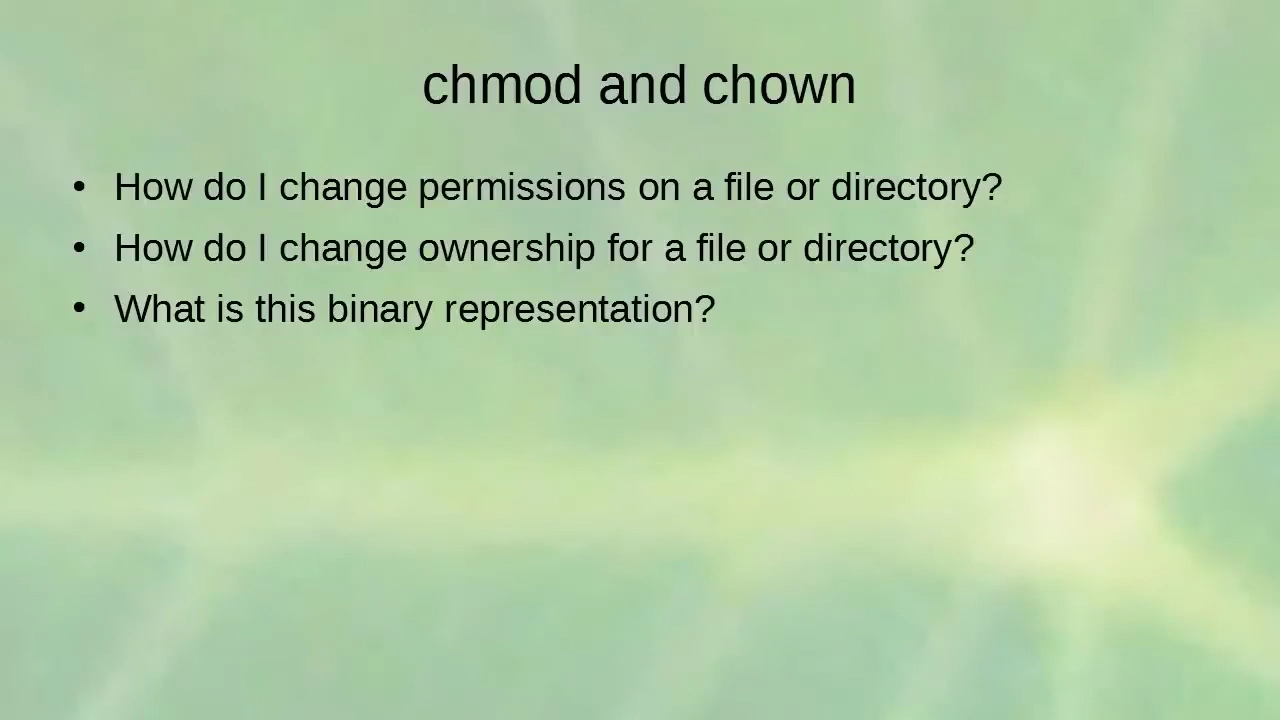 chmod and chown
• How do I change permissions on a file or directory?
• How do I change ownership for a file or directory?
• What is this binary representation?